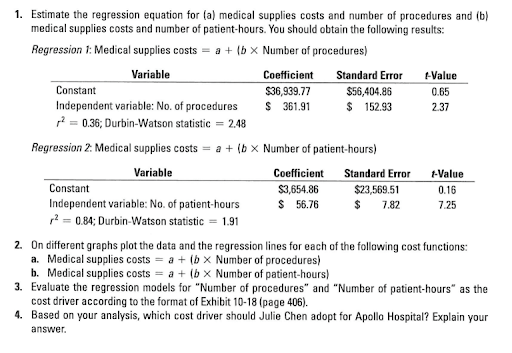 1. Estimate the regression equation for (a) medical supplies costs and number of procedures and (b)
medical supplies costs and number of patient-hours. You should obtain the following results:
Regression 1: Medical supplies costs = a + (b × Number of procedures)
Variable Coefficient Standard Error t-Value
Constant $36,939.77 $56,404.86 0.65
Independent variable: No. of procedures $ 361.91 $ 152.93 2.37
r² = 0.36; Durbin-Watson statistic = 2.48
Regression 2: Medical supplies costs = a + (b × Number of patient-hours)
Variable Coefficient Standard Error t-Value
Constant $3,654.86 $23,569.51 0.16
Independent variable: No. of patient-hours $ 56.76 $ 7.82 7.25
r² = 0.84; Durbin-Watson statistic = 1.91
2. On different graphs plot the data and the regression lines for each of the following cost functions:
a. Medical supplies costs = a + (b × Number of procedures)
b. Medical supplies costs = a + (b × Number of patient-hours)
3. Evaluate the regression models for "Number of procedures" and "Number of patient-hours" as the
cost driver according to the format of Exhibit 10-18 (page 406).
4. Based on your analysis, which cost driver should Julie Chen adopt for Apollo Hospital? Explain your
answer.